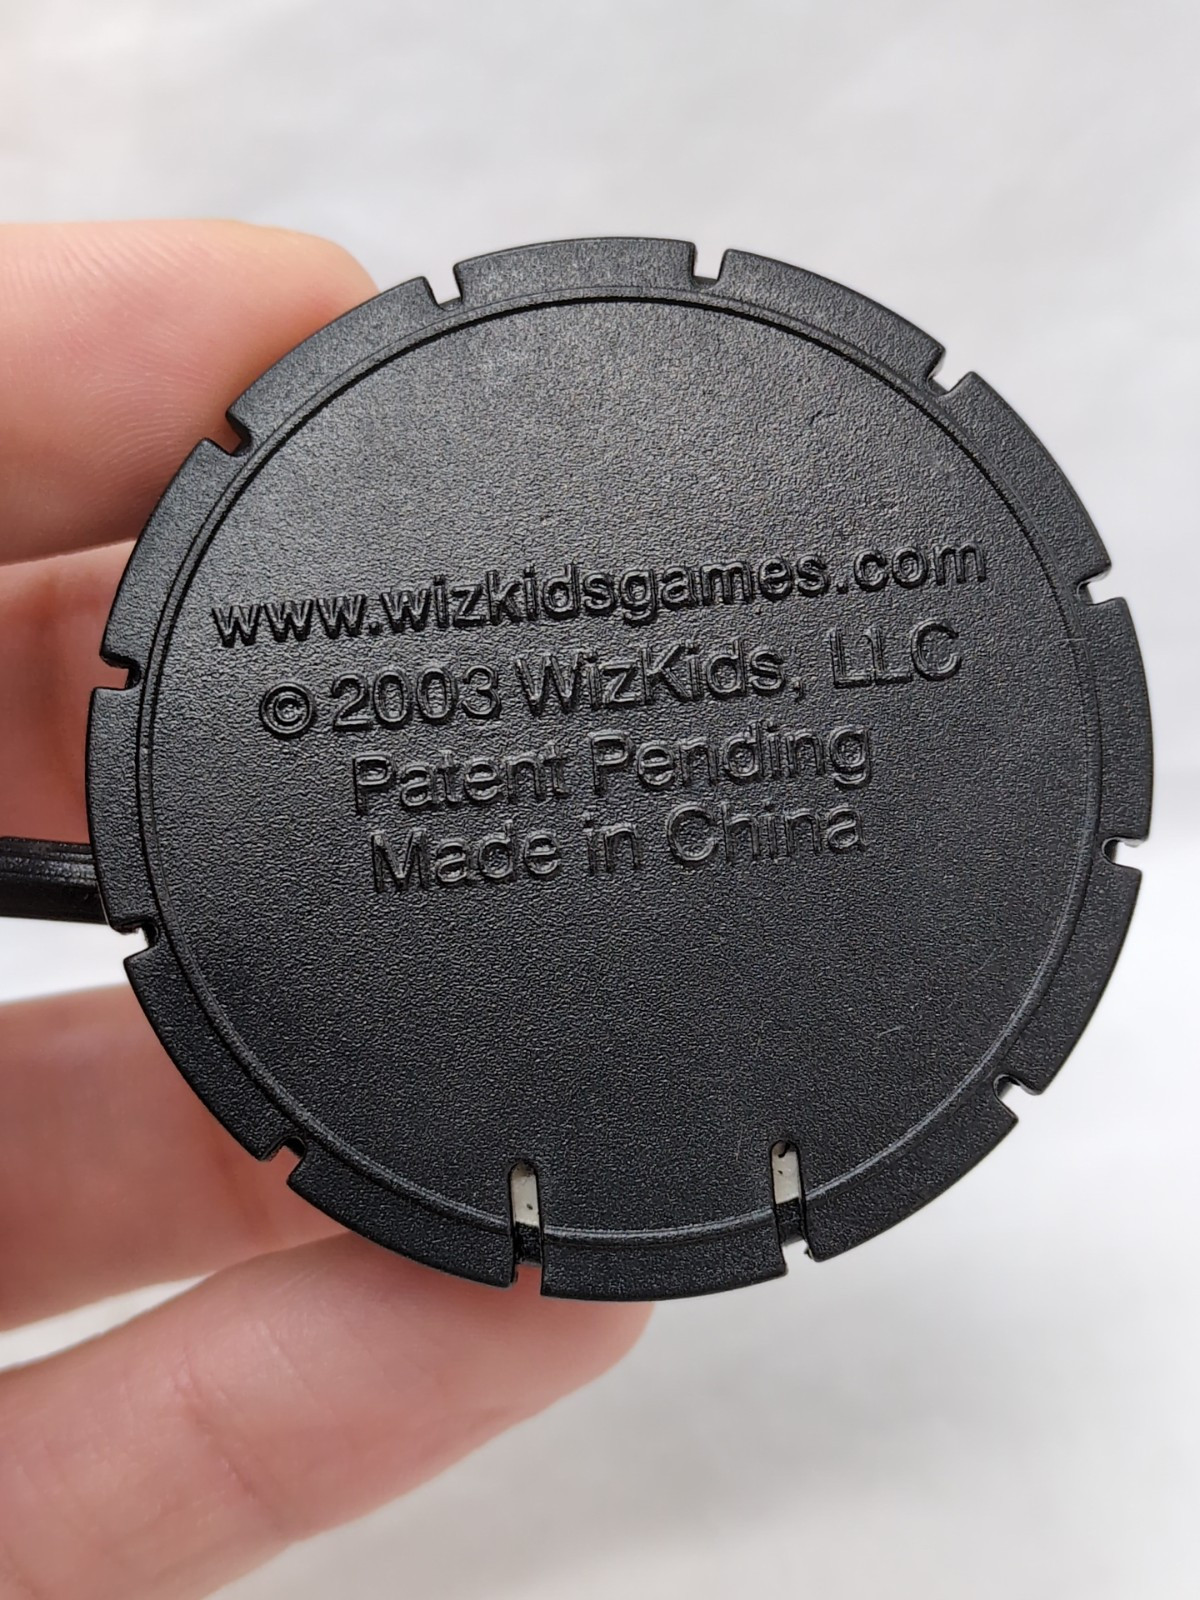 www.wizkidsgames.com
© 2003 WizKids, LLC
Patent Pending
Made in China